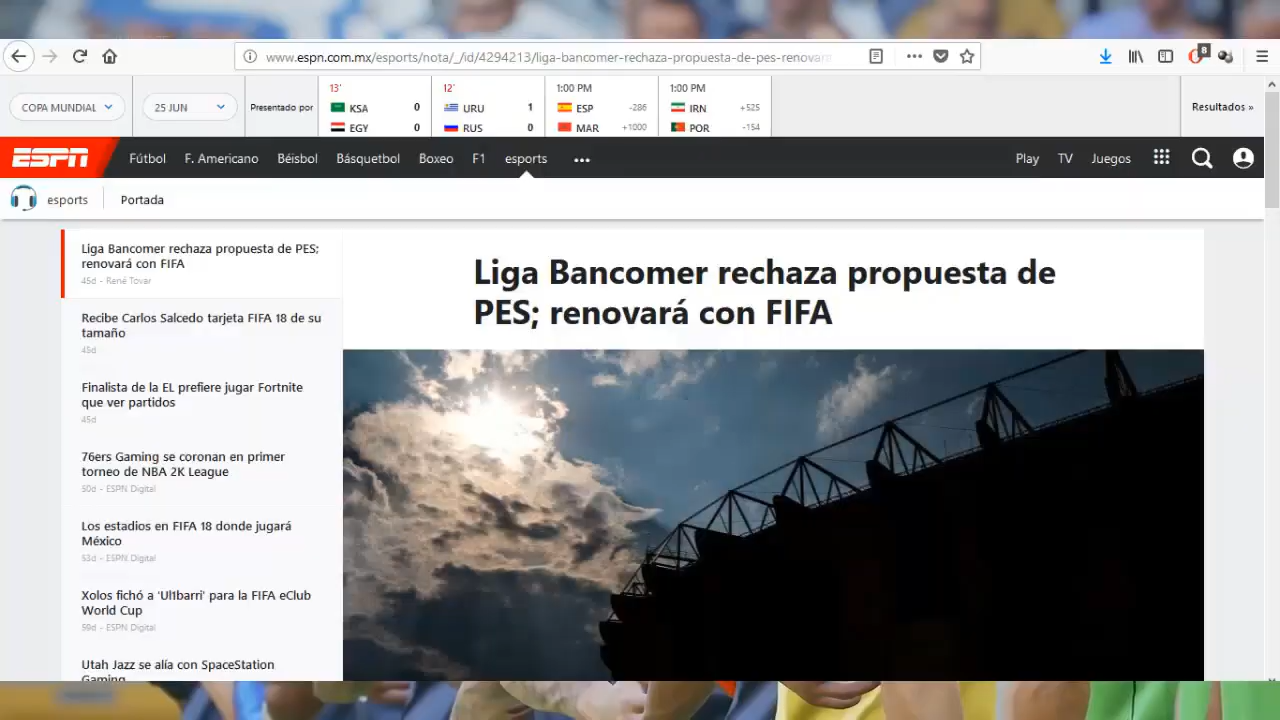 www.espn.com.mx/esports/nota/_/id/4294213/liga-bancomer-rechaza-propuesta-de-pes-renovar
8
COPA MUNDIAL
25 JUN
Presentado por
13'
KSA 0
EGY 0
12'
URU 1
RUS 0
1:00 PM
ESP -286
MAR +1000
1:00 PM
IRN +525
POR -154
Resultados »
ESPN
Fútbol
F. Americano
Béisbol
Básquetbol
Boxeo
F1
esports
Play
TV
Juegos
esports
Portada
Liga Bancomer rechaza propuesta de PES;
renovará con FIFA
45d - René Tovar
Recibe Carlos Salcedo tarjeta FIFA 18 de su
tamaño
45d
Finalista de la EL prefiere jugar Fortnite
que ver partidos
45d
76ers Gaming se coronan en primer
torneo de NBA 2K League
50d - ESPN Digital
Los estadios en FIFA 18 donde jugará
México
53d - ESPN Digital
Xolos fichó a ‘Ul1barri’ para la FIFA eClub
World Cup
59d - ESPN Digital
Utah Jazz se alía con SpaceStation
Gaming
Liga Bancomer rechaza propuesta de
PES; renovará con FIFA